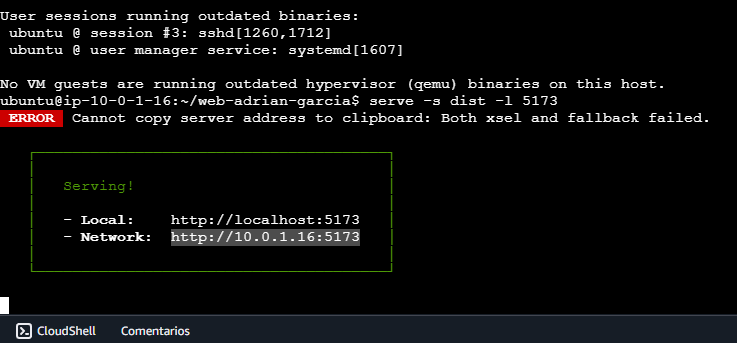 User sessions running outdated binaries:
ubuntu @ session #3: sshd[1260,1712]
ubuntu @ user manager service: systemd[1607]
No VM guests are running outdated hypervisor (qemu) binaries on this host.
ubuntu@ip-10-0-1-16:~/web-adrian-garcia$ serve -s dist -l 5173
ERROR Cannot copy server address to clipboard: Both xsel and fallback failed.
Serving!
- Local: http://localhost:5173
- Network: http://10.0.1.16:5173
CloudShell Comentarios